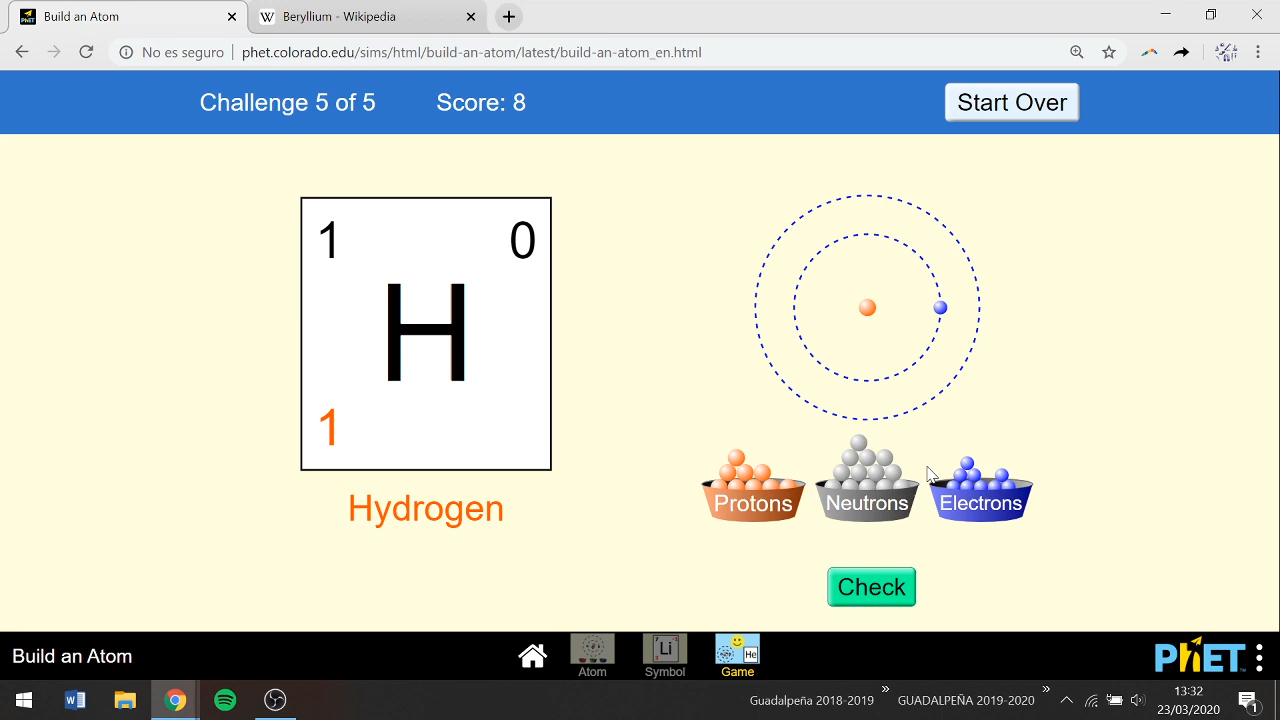 Build an Atom
Beryllium - Wikipedia
No es seguro
phet.colorado.edu/sims/html/build-an-atom/latest/build-an-atom_en.html
Challenge 5 of 5
Score: 8
Start Over
1
0
H
1
Hydrogen
Protons
Neutrons
Electrons
Check
Build an Atom
Atom
Li
Symbol
He
Game
PhET
Guadalpeña 2018-2019
GUADALPEÑA 2019-2020
13:32
23/03/2020
1